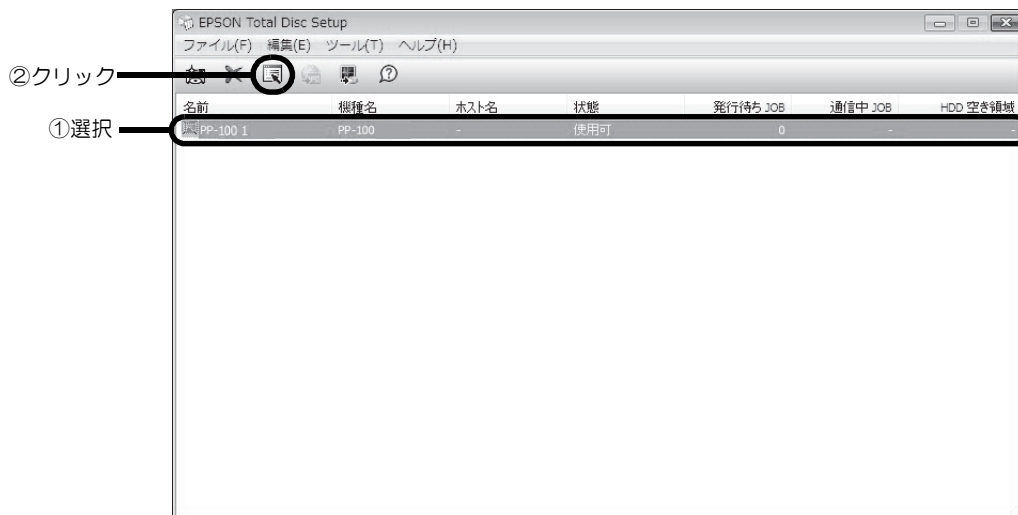 EPSON Total Disc Setup
ファイル(F) 編集(E) ツール(T) ヘルプ(H)
②クリック
名前 機種名 ホスト名 状態 発行待ち JOB 通信中 JOB HDD 空き領域
①選択
PP-100 1 PP-100 - 使用可 0 - -